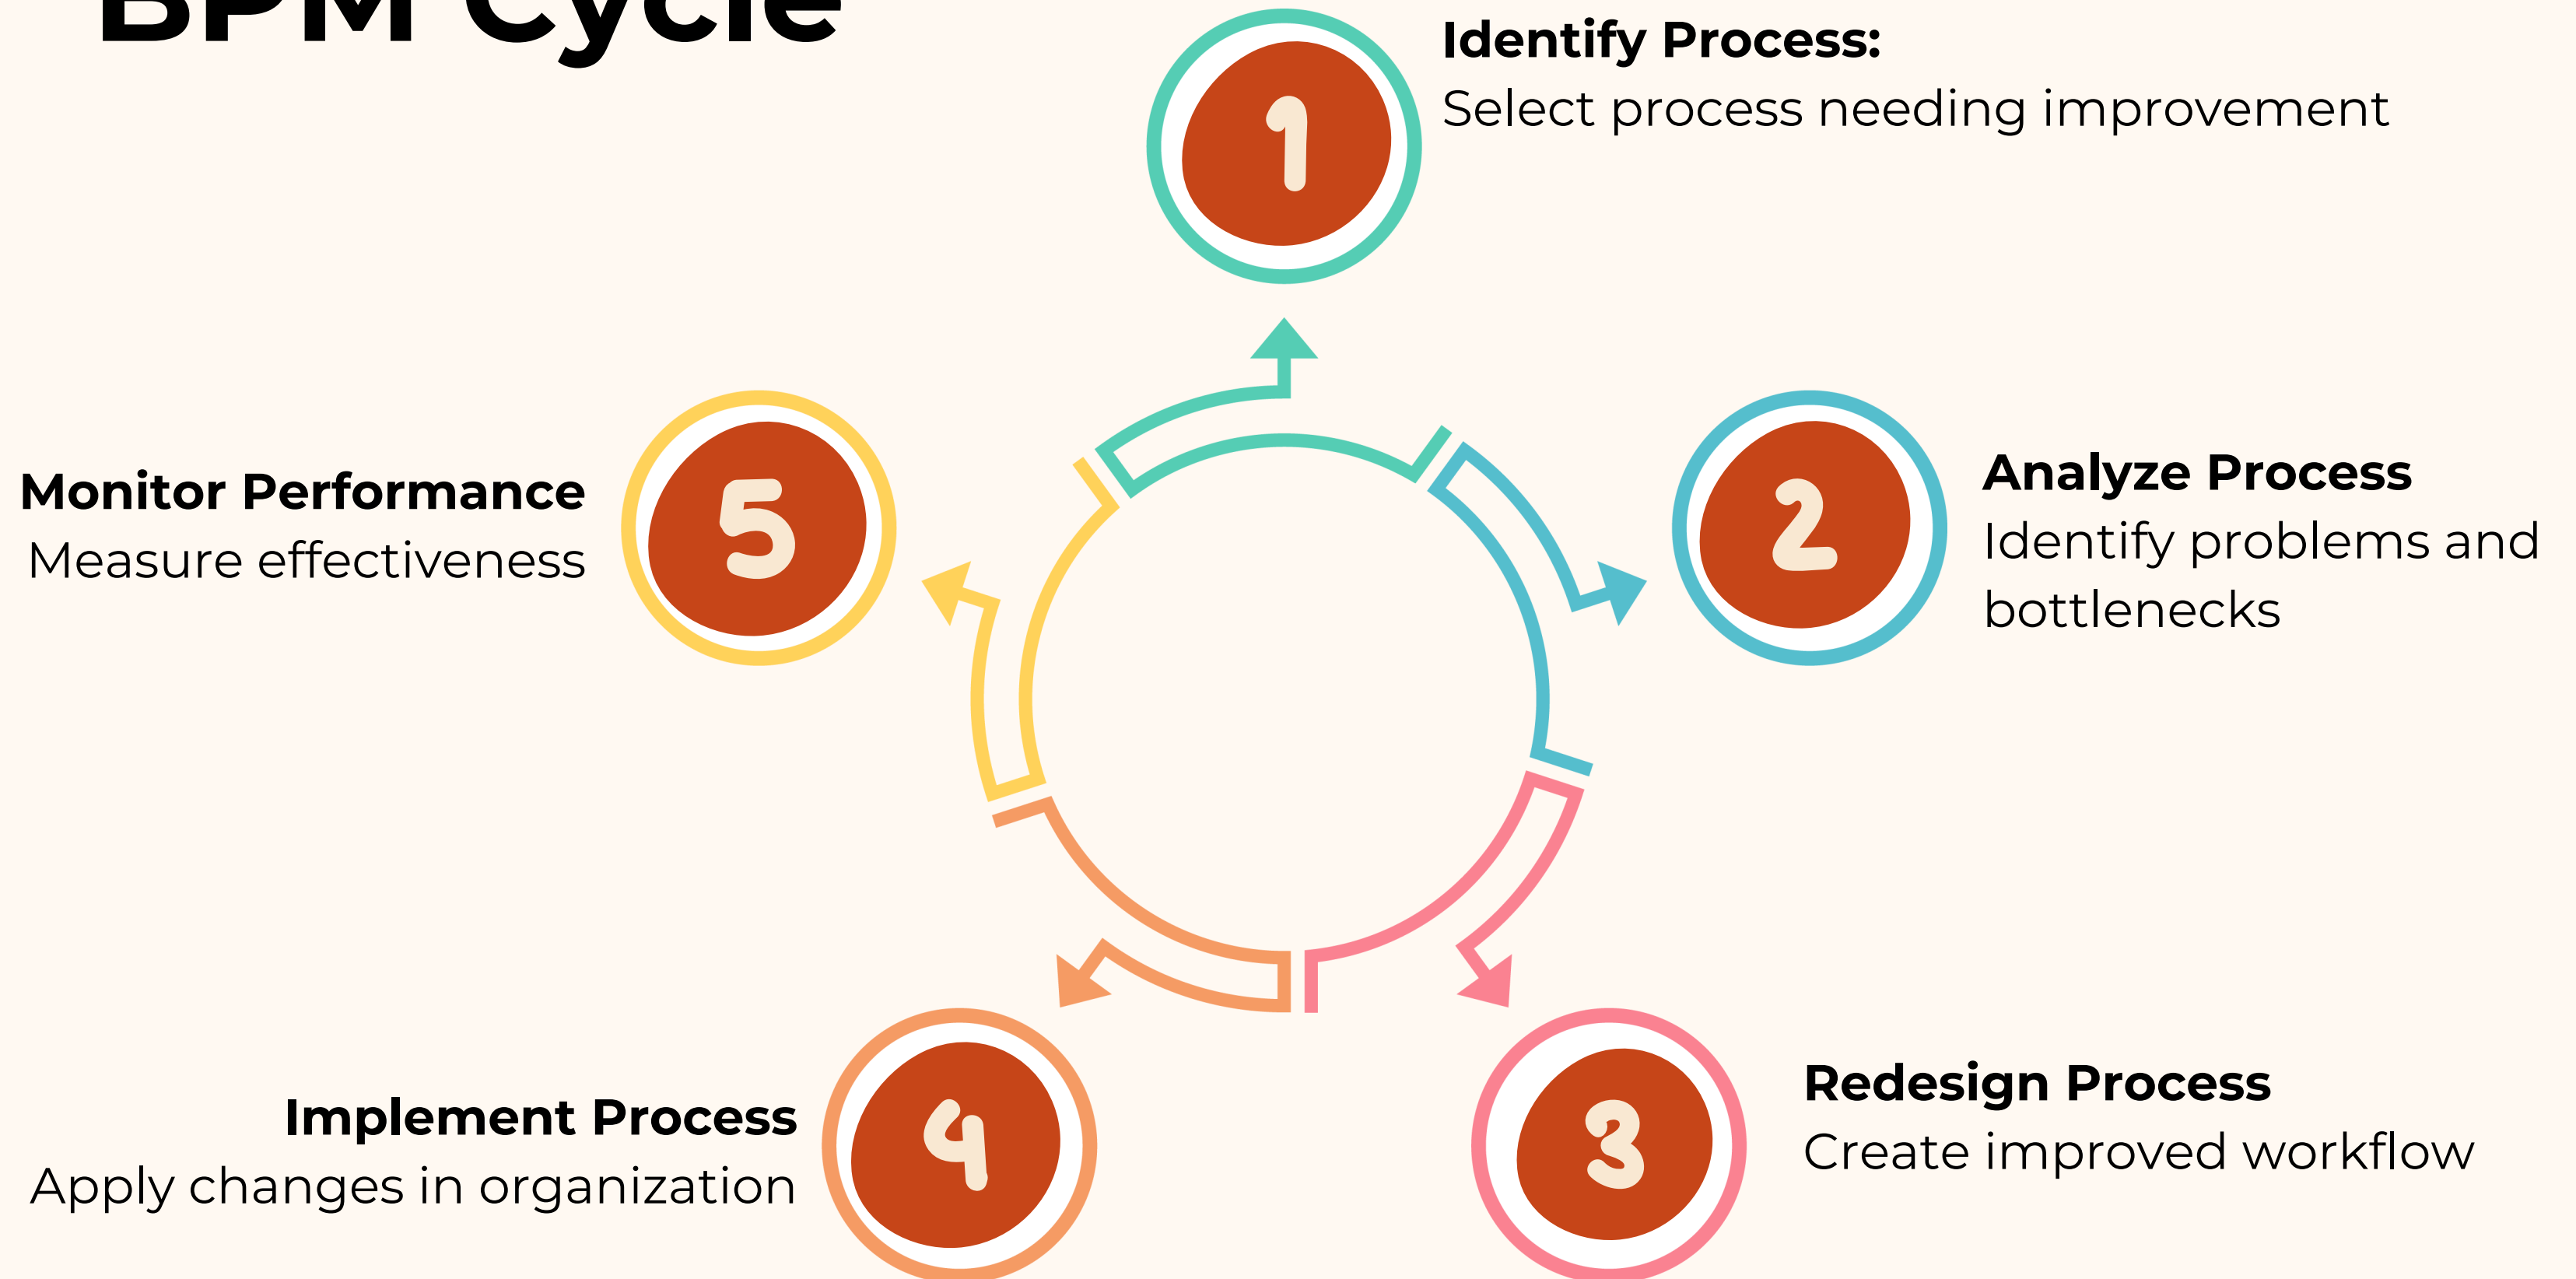 BPM Cycle
1
Identify Process:
Select process needing improvement
2
Analyze Process
Identify problems and
bottlenecks
3
Redesign Process
Create improved workflow
4
Implement Process
Apply changes in organization
5
Monitor Performance
Measure effectiveness